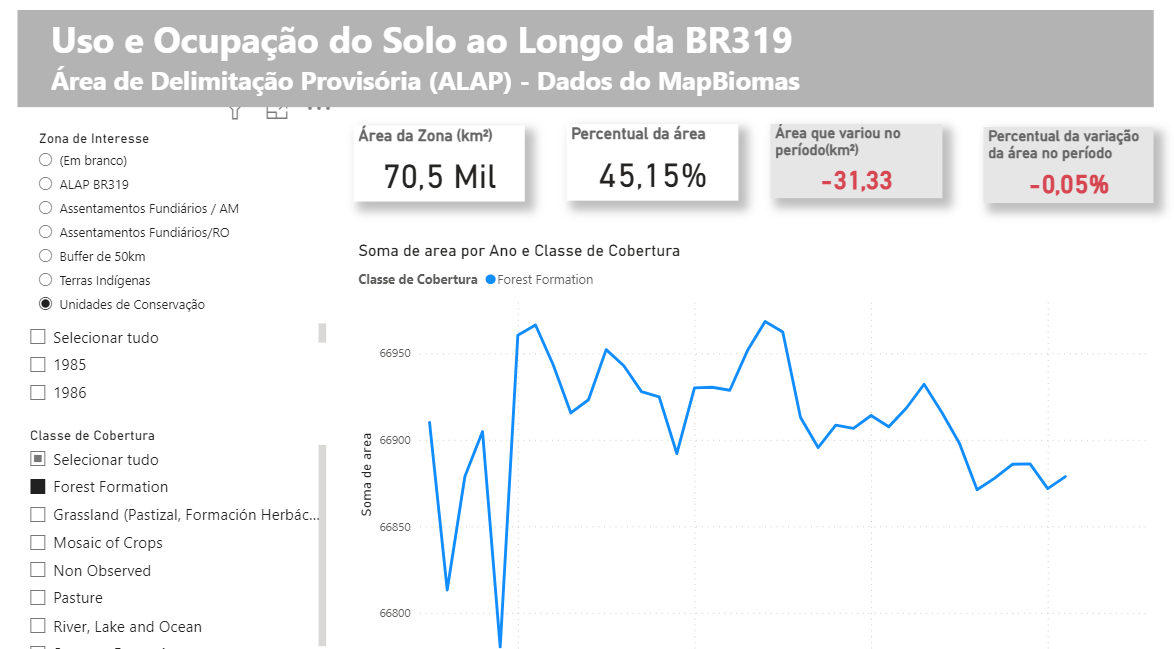 Uso e Ocupação do Solo ao Longo da BR319
Área de Delimitação Provisória (ALAP) - Dados do MapBiomas
Zona de Interesse
(Em branco)
ALAP BR319
Assentamentos Fundiários / AM
Assentamentos Fundiários/RO
Buffer de 50km
Terras Indígenas
Unidades de Conservação
Selecionar tudo
1985
1986
Classe de Cobertura
Selecionar tudo
Forest Formation
Grassland (Pastizal, Formación Herbác...
Mosaic of Crops
Non Observed
Pasture
River, Lake and Ocean
Área da Zona (km²)
70,5 Mil
Percentual da área
45,15%
Área que variou no
período(km²)
-31,33
Percentual da variação
da área no período
-0,05%
Soma de area por Ano e Classe de Cobertura
Classe de Cobertura Forest Formation
Soma de area
66950
66900
66850
66800